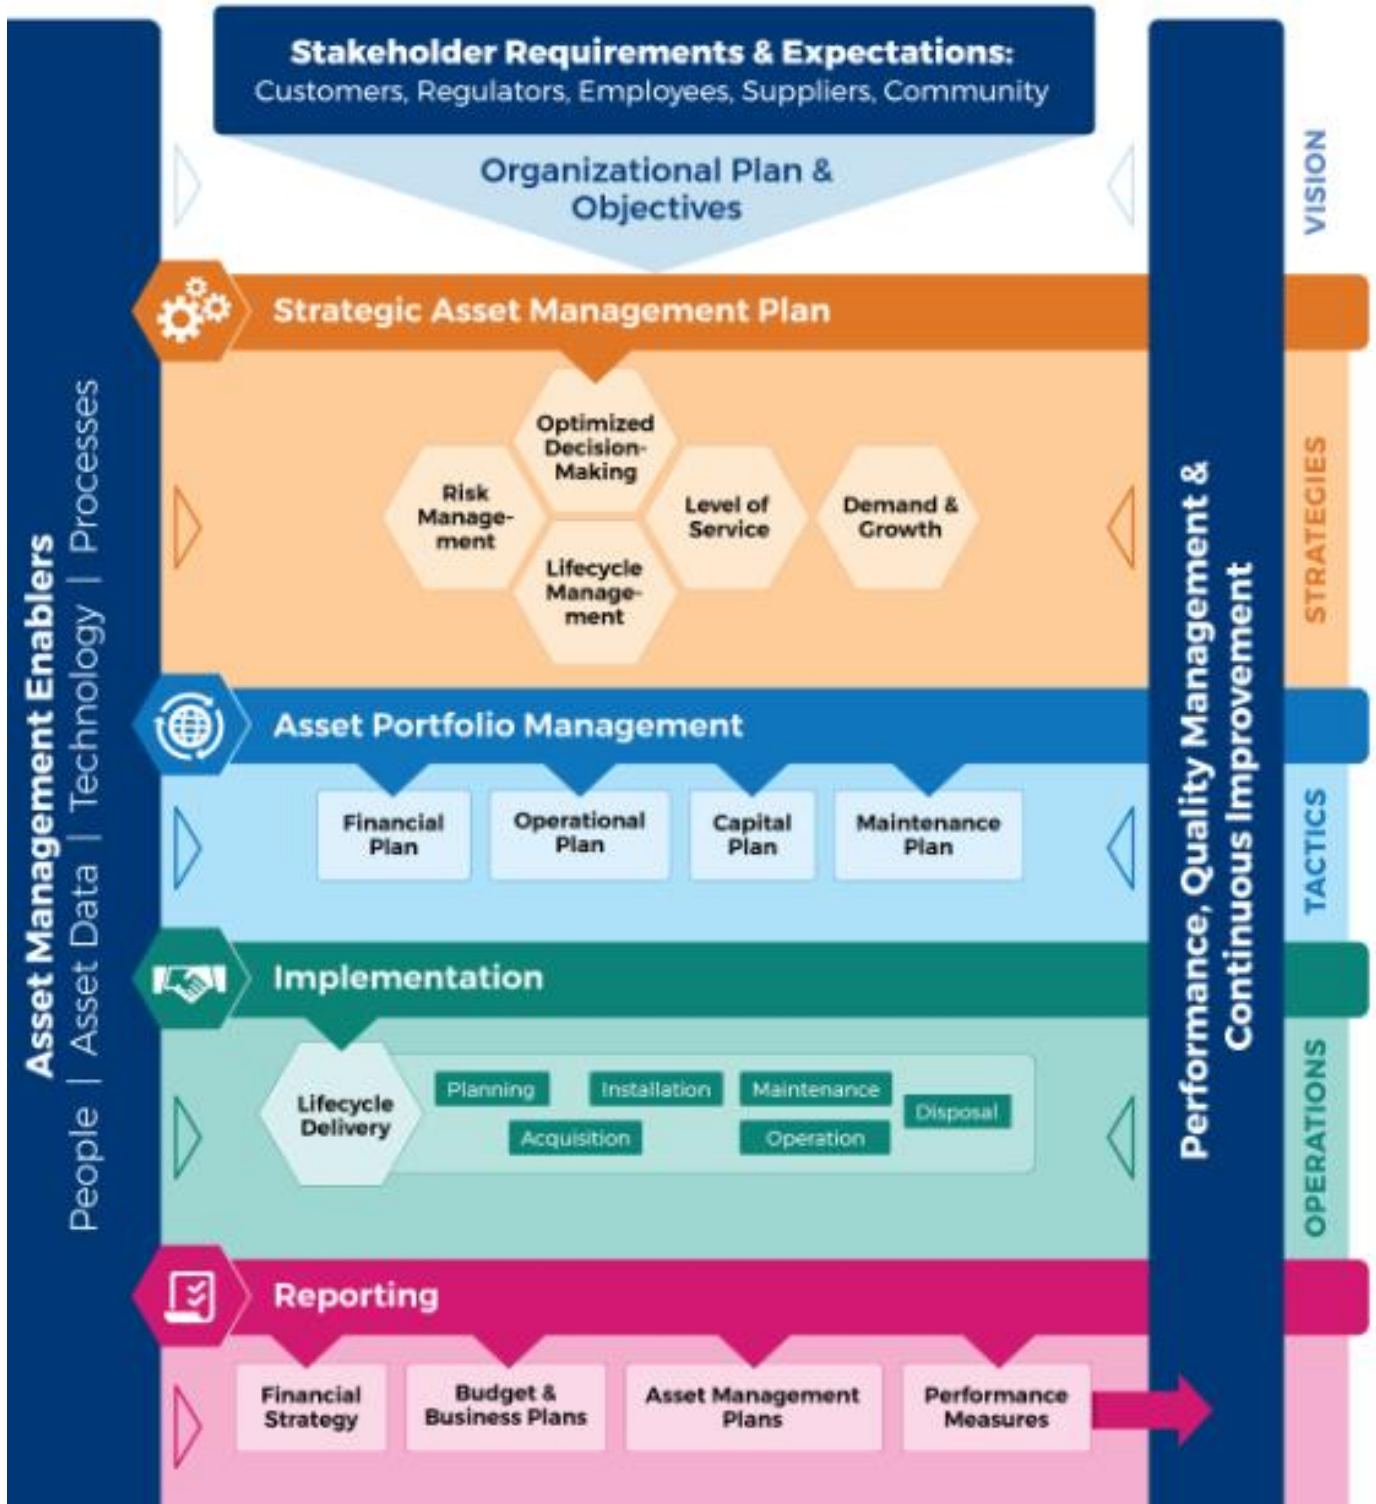 Stakeholder Requirements & Expectations:
Customers, Regulators, Employees, Suppliers, Community
Organizational Plan &
Objectives
VISION
Strategic Asset Management Plan
Optimized
Decision-
Making
Risk
Manage-
ment
Level of
Service
Demand &
Growth
Lifecycle
Manage-
ment
STRATEGIES
Asset Portfolio Management
Financial
Plan
Operational
Plan
Capital
Plan
Maintenance
Plan
TACTICS
Implementation
Lifecycle
Delivery
Planning
Installation
Maintenance
Disposal
Acquisition
Operation
OPERATIONS
Reporting
Financial
Strategy
Budget &
Business Plans
Asset Management
Plans
Performance
Measures
Asset Management Enablers
People | Asset Data | Technology | Processes
Performance, Quality Management &
Continuous Improvement